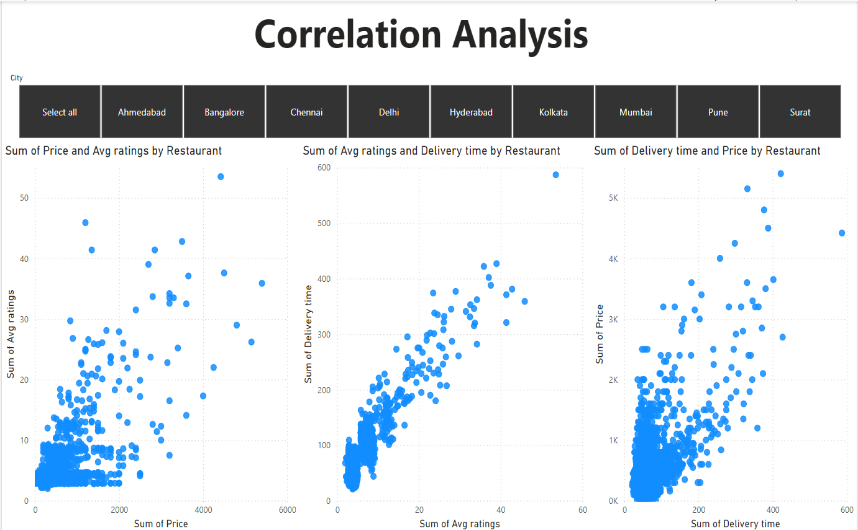 Correlation Analysis
City
Select all
Ahmedabad
Bangalore
Chennai
Delhi
Hyderabad
Kolkata
Mumbai
Pune
Surat
Sum of Price and Avg ratings by Restaurant
50
40
30
20
10
0
0
2000
4000
6000
Sum of Avg ratings
Sum of Price
Sum of Avg ratings and Delivery time by Restaurant
600
500
400
300
200
100
0
0
20
40
60
Sum of Delivery time
Sum of Avg ratings
Sum of Delivery time and Price by Restaurant
5K
4K
3K
2K
1K
0K
0
200
400
600
Sum of Price
Sum of Delivery time